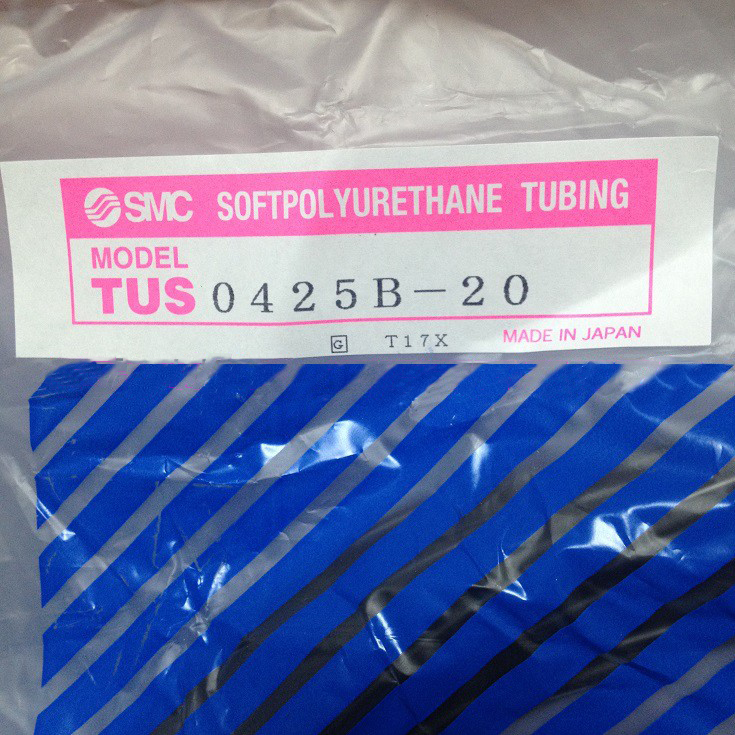 SMC SOFTPOLYURETHANE TUBING
MODEL
TUS 0425B-20
G T17X MADE IN JAPAN